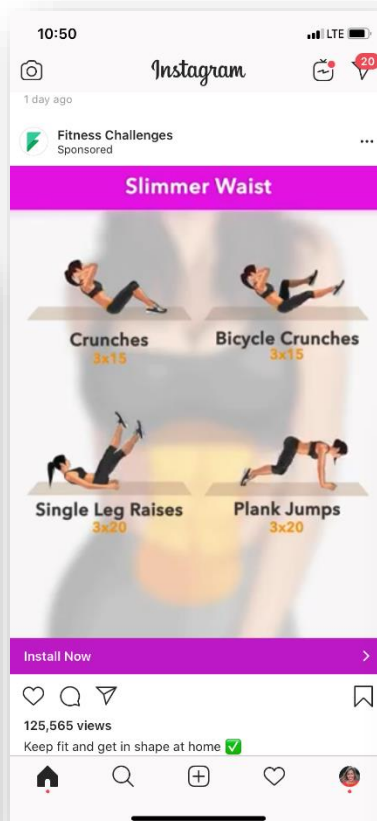 10:50
LTE
Instagram
20
1 day ago
Fitness Challenges
Sponsored
Slimmer Waist
Crunches
3x15
Bicycle Crunches
3x15
Single Leg Raises
3x20
Plank Jumps
3x20
Install Now
125,565 views
Keep fit and get in shape at home ✅